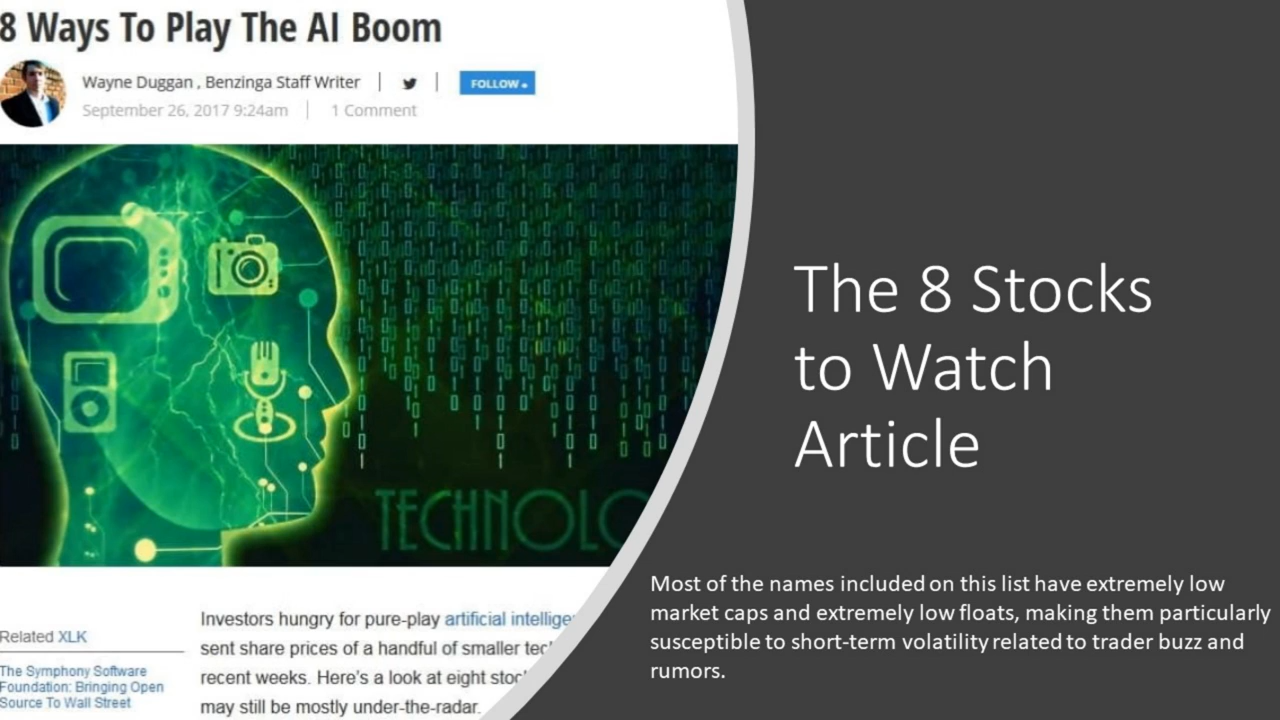 8 Ways To Play The AI Boom
Wayne Duggan , Benzinga Staff Writer
FOLLOW +
September 26, 2017 9:24am
1 Comment
Related XLK
The Symphony Software
Foundation: Bringing Open
Source To Wall Street
Investors hungry for pure-play artificial
sent share prices of a handful of smaller
recent weeks. Here's a look at eight
may still be mostly under-the-radar.
The 8 Stocks
to Watch
Article
Most of the names included on this list have extremely low
market caps and extremely low floats, making them particularly
susceptible to short-term volatility related to trader buzz and
rumors.